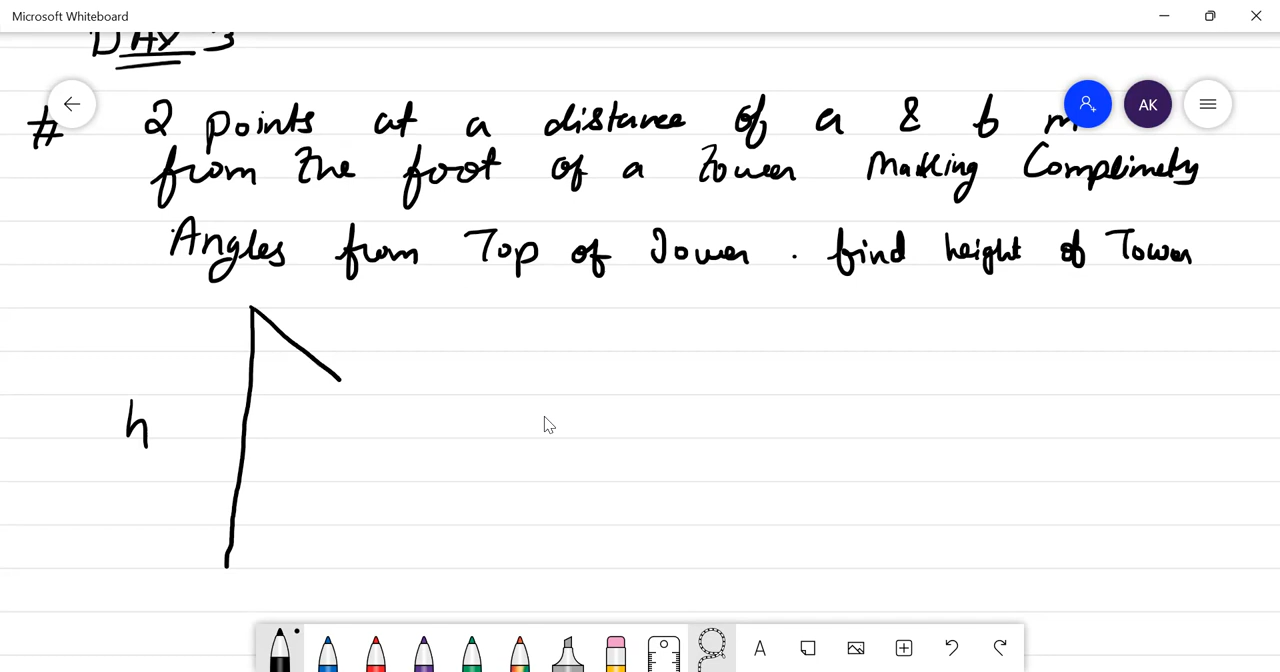 Microsoft Whiteboard
DAY 3
# 2 points at a distance of a & b m
AK
from the foot of a Tower Making Complimety
Angles from Top of Tower . find height of Tower
h
A